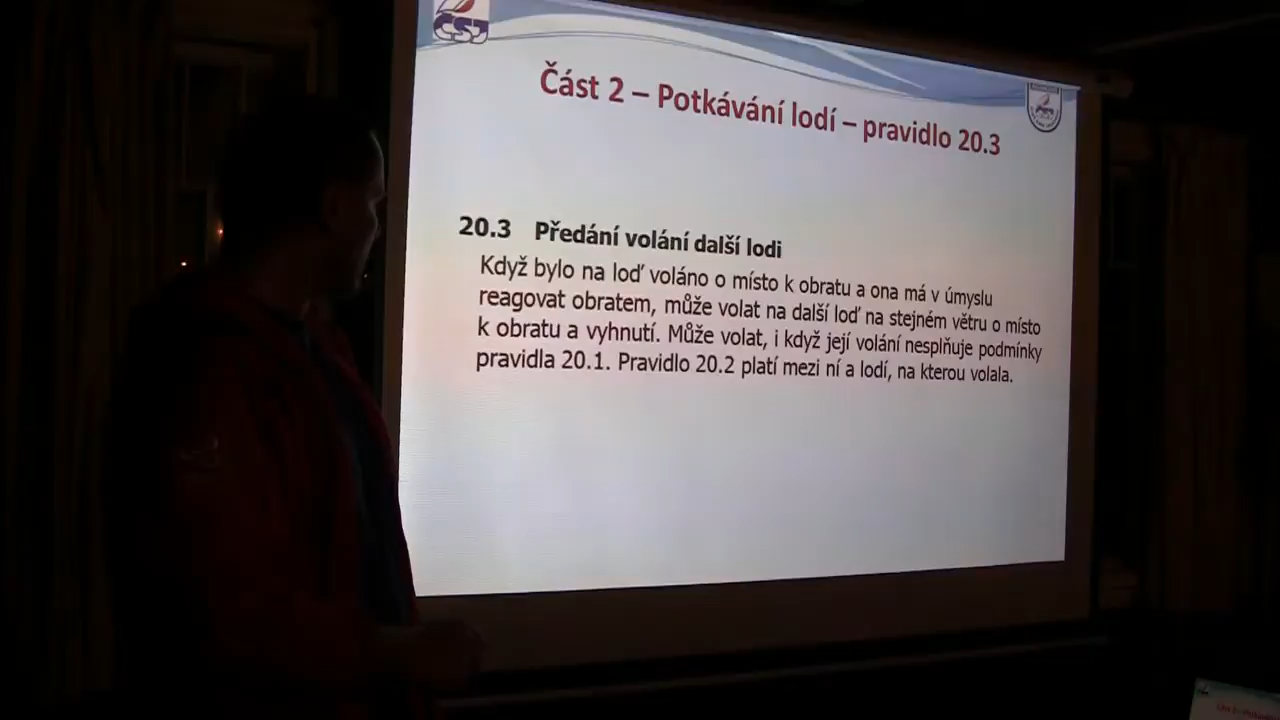 ČSJ
Část 2 – Potkávání lodí – pravidlo 20.3
20.3 Předání volání další lodi
Když bylo na loď voláno o místo k obratu a ona má v úmyslu
reagovat obratem, může volat na další loď na stejném větru o místo
k obratu a vyhnutí. Může volat, i když její volání nesplňuje podmínky
pravidla 20.1. Pravidlo 20.2 platí mezi ní a lodí, na kterou volala.